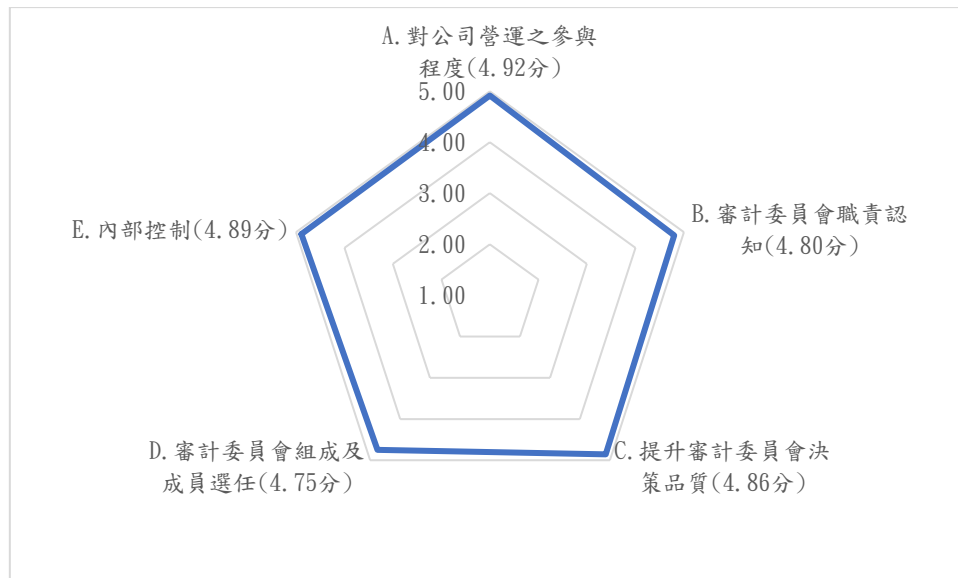 A.對公司營運之參與
程度(4.92分)
5.00
4.00
3.00
2.00
1.00
B.審計委員會職責認
知(4.80分)
C.提升審計委員會決
策品質(4.86分)
D.審計委員會組成及
成員選任(4.75分)
E.內部控制(4.89分)